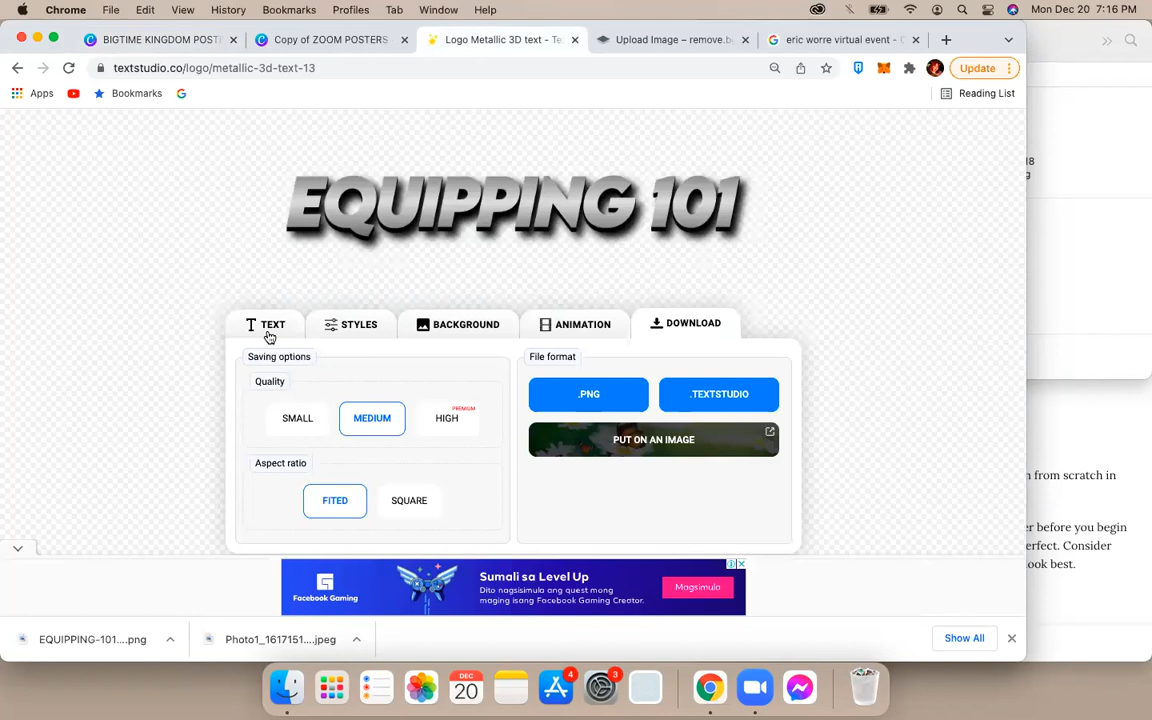 Chrome File Edit View History Bookmarks Profiles Tab Window Help Mon Dec 20 7:16 PM
BIGTIME KINGDOM POST Copy of ZOOM POSTERS Logo Metallic 3D text - Te Upload Image – remove.b eric worre virtual event -
textstudio.co/logo/metallic-3d-text-13 Update
Apps Bookmarks Reading List
18
g
EQUIPPING 101
TEXT STYLES BACKGROUND ANIMATION DOWNLOAD
Saving options File format
Quality
.PNG .TEXTSTUDIO
PREMIUM
SMALL MEDIUM HIGH
PUT ON AN IMAGE
Aspect ratio
n from scratch in
FITED SQUARE
er before you begin
erfect. Consider
ook best.
Sumali sa Level Up
Dito nagsisimula ang quest mong
maging isang Facebook Gaming Creator.
FACEBOOK GAMING
Magsimula
EQUIPPING-101....png Photo1_1617151....jpeg Show All
4 3
DEC
20